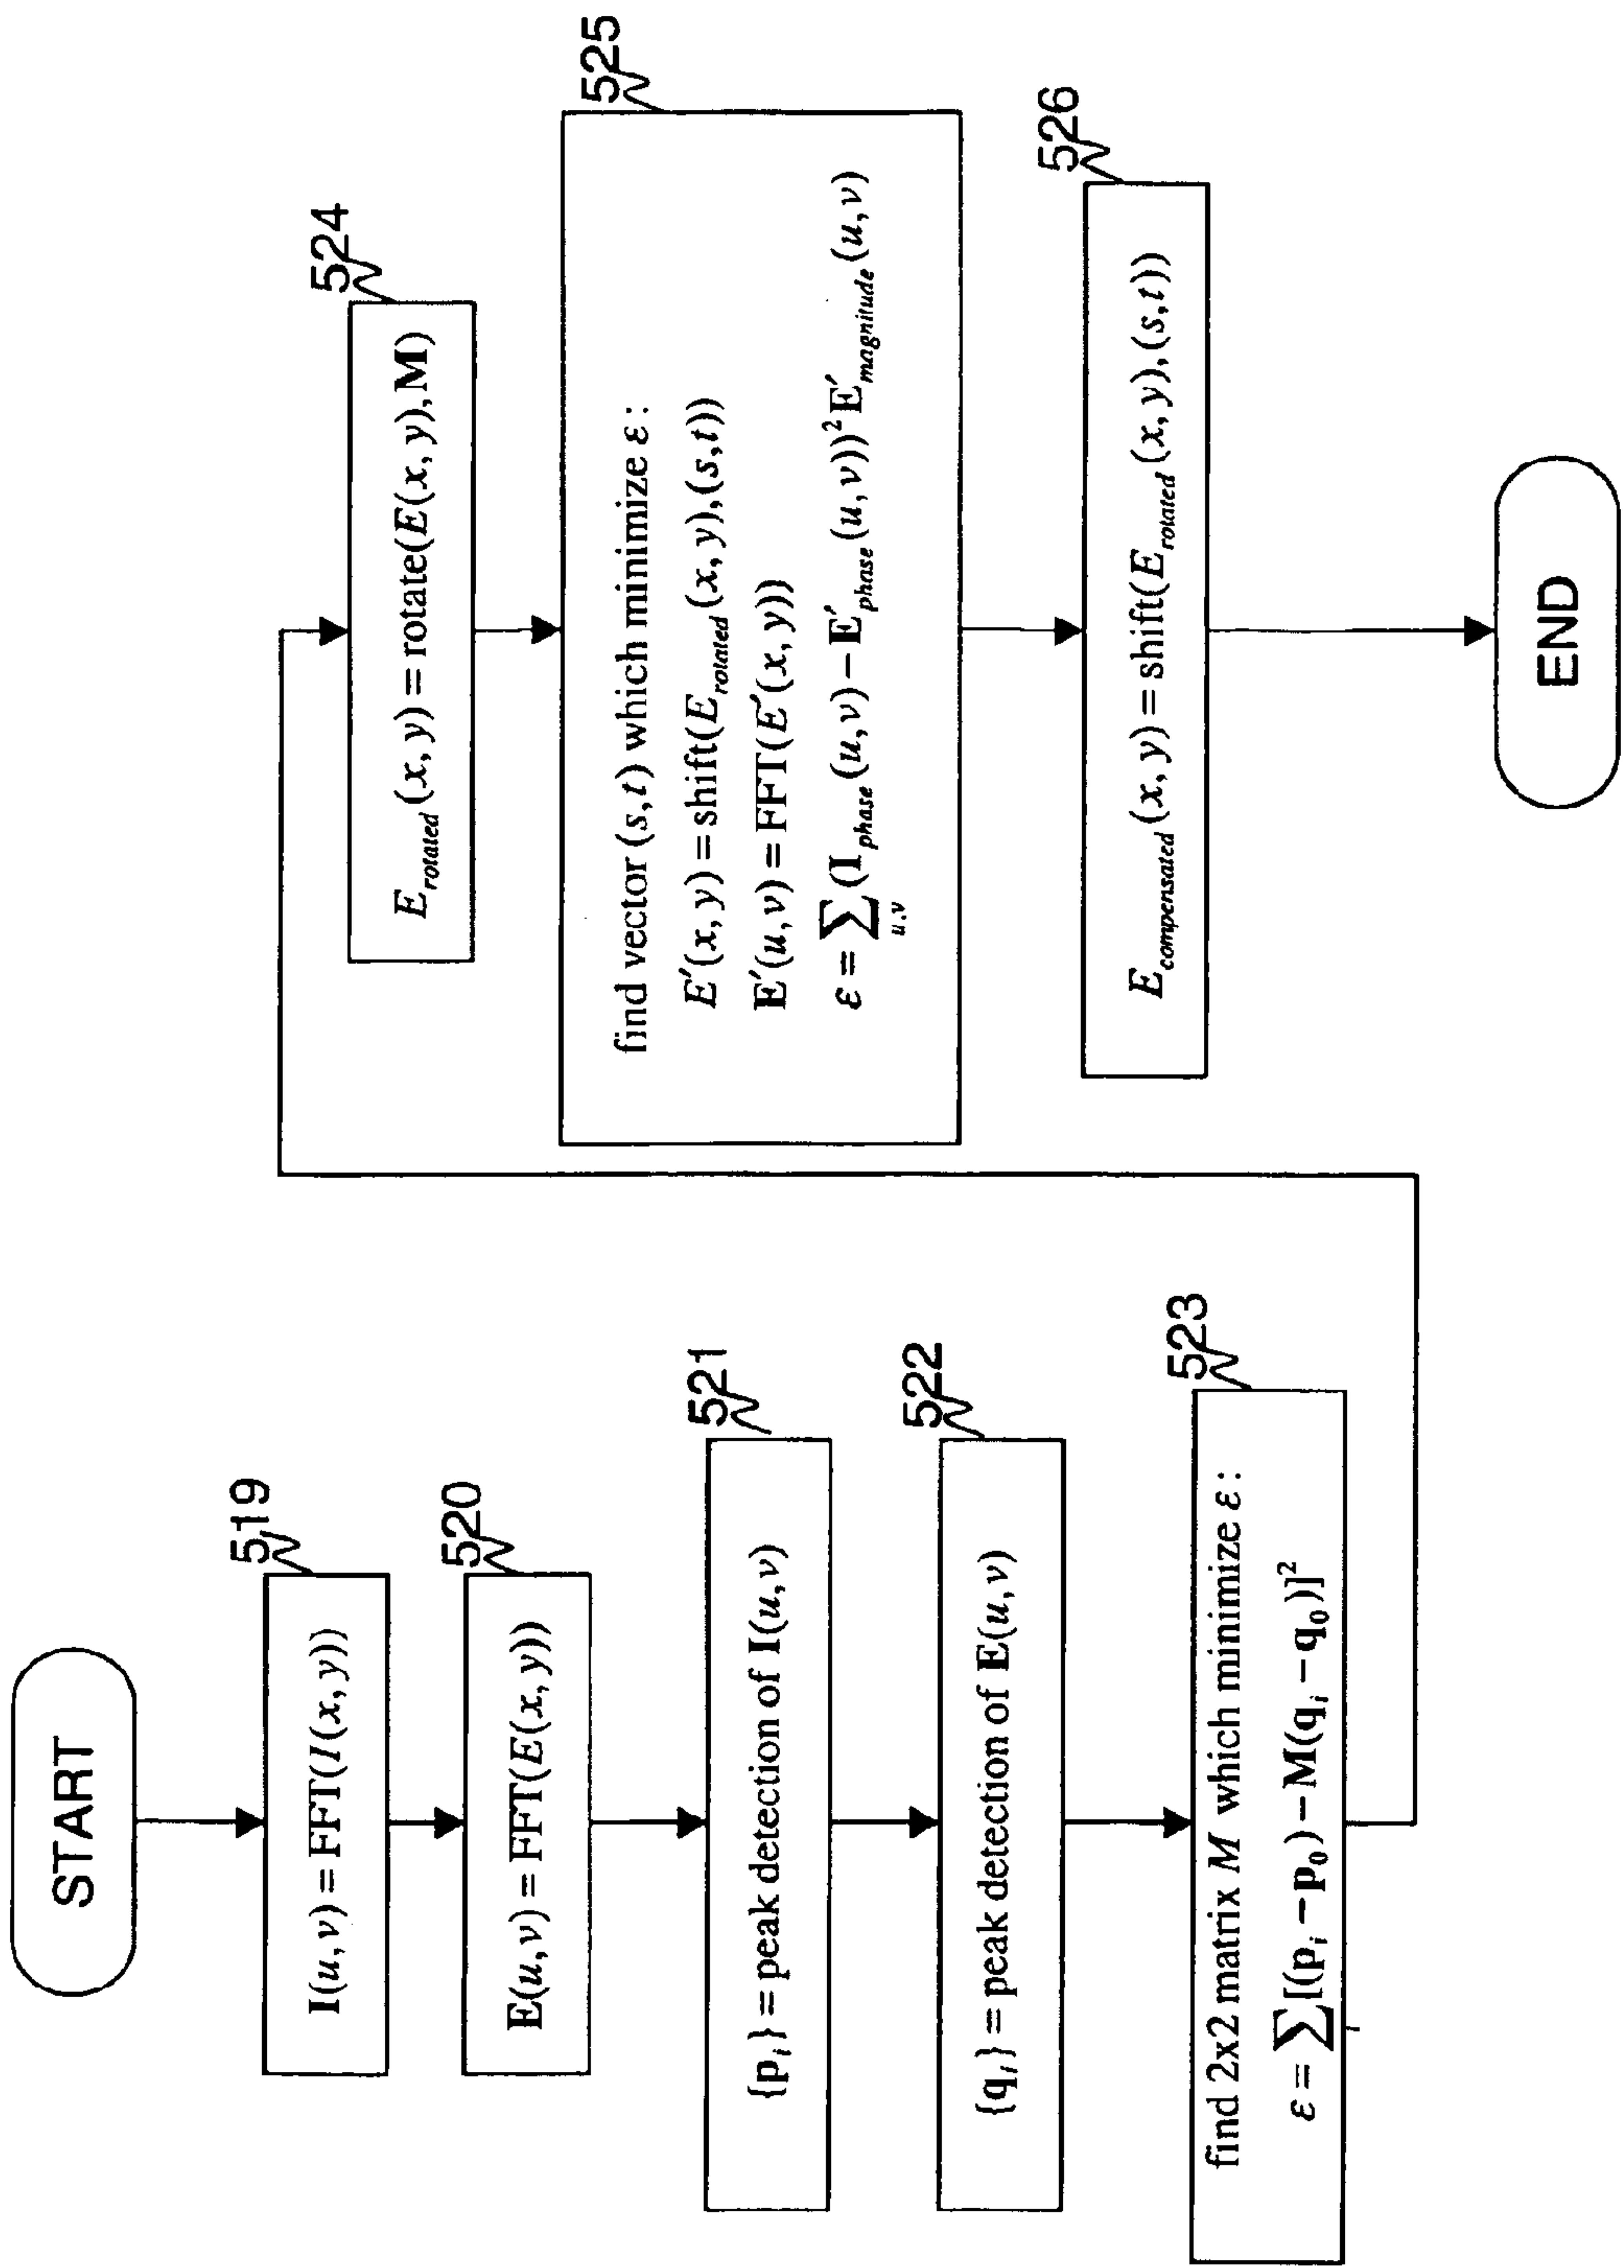 START
519
I(u,v) = FFT(I(x,y))
520
E(u,v) = FFT(E(x,y))
521
{p_i} = peak detection of I(u,v)
522
{q_i} = peak detection of E(u,v)
523
find 2x2 matrix M which minimize ε:
ε = ∑[(p_i − p_0) − M(q_i − q_0)]²
524
E_rotated(x,y) = rotate(E(x,y),M)
525
find vector (s,t) which minimize ε:
E′(x,y) = shift(E_rotated(x,y),(s,t))
E′(u,v) = FFT(E′(x,y))
ε = ∑_{u,v}(I_phase(u,v) − E′_phase(u,v))² E′_magnitude(u,v)
526
E_compensated(x,y) = shift(E_rotated(x,y),(s,t))
END